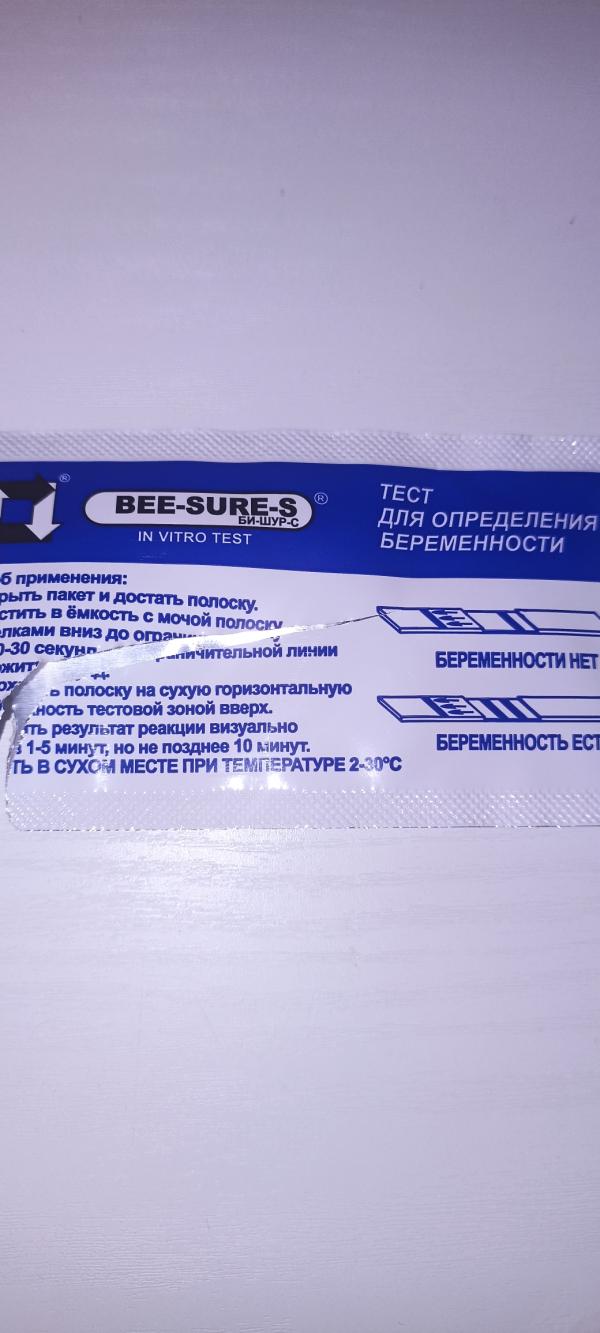 BEE-SURE-S ®
БИ-ШУР-С
IN VITRO TEST
®
ТЕСТ
ДЛЯ ОПРЕДЕЛЕНИЯ
БЕРЕМЕННОСТИ
б применения:
рыть пакет и достать полоску.
стить в ёмкость с мочой полоску
лками вниз до
0-30 секунд
раничительной линии
ь полоску на сухую горизонтальную
ность тестовой зоной вверх.
ть результат реакции визуально
1-5 минут, но не позднее 10 минут.
ТЬ В СУХОМ МЕСТЕ ПРИ ТЕМПЕРАТУРЕ 2-30°С
БЕРЕМЕННОСТИ НЕТ
БЕРЕМЕННОСТЬ ЕСТ